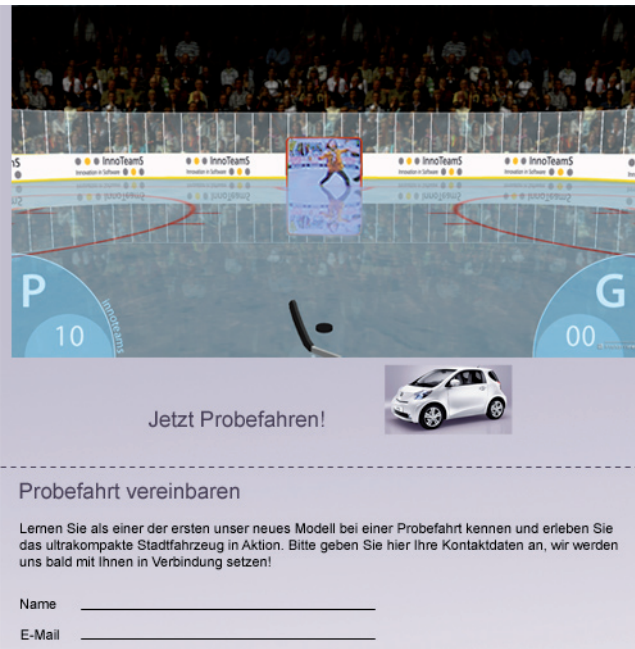 InnoTeamS InnoTeamS InnoTeamS InnoTeamS
Innovation in Software Innovation in Software Innovation in Software Innovation in Software
P G
innoteams
10 00
Jetzt Probefahren!
Probefahrt vereinbaren
Lernen Sie als einer der ersten unser neues Modell bei einer Probefahrt kennen und erleben Sie
das ultrakompakte Stadtfahrzeug in Aktion. Bitte geben Sie hier Ihre Kontaktdaten an, wir werden
uns bald mit Ihnen in Verbindung setzen!
Name
E-Mail